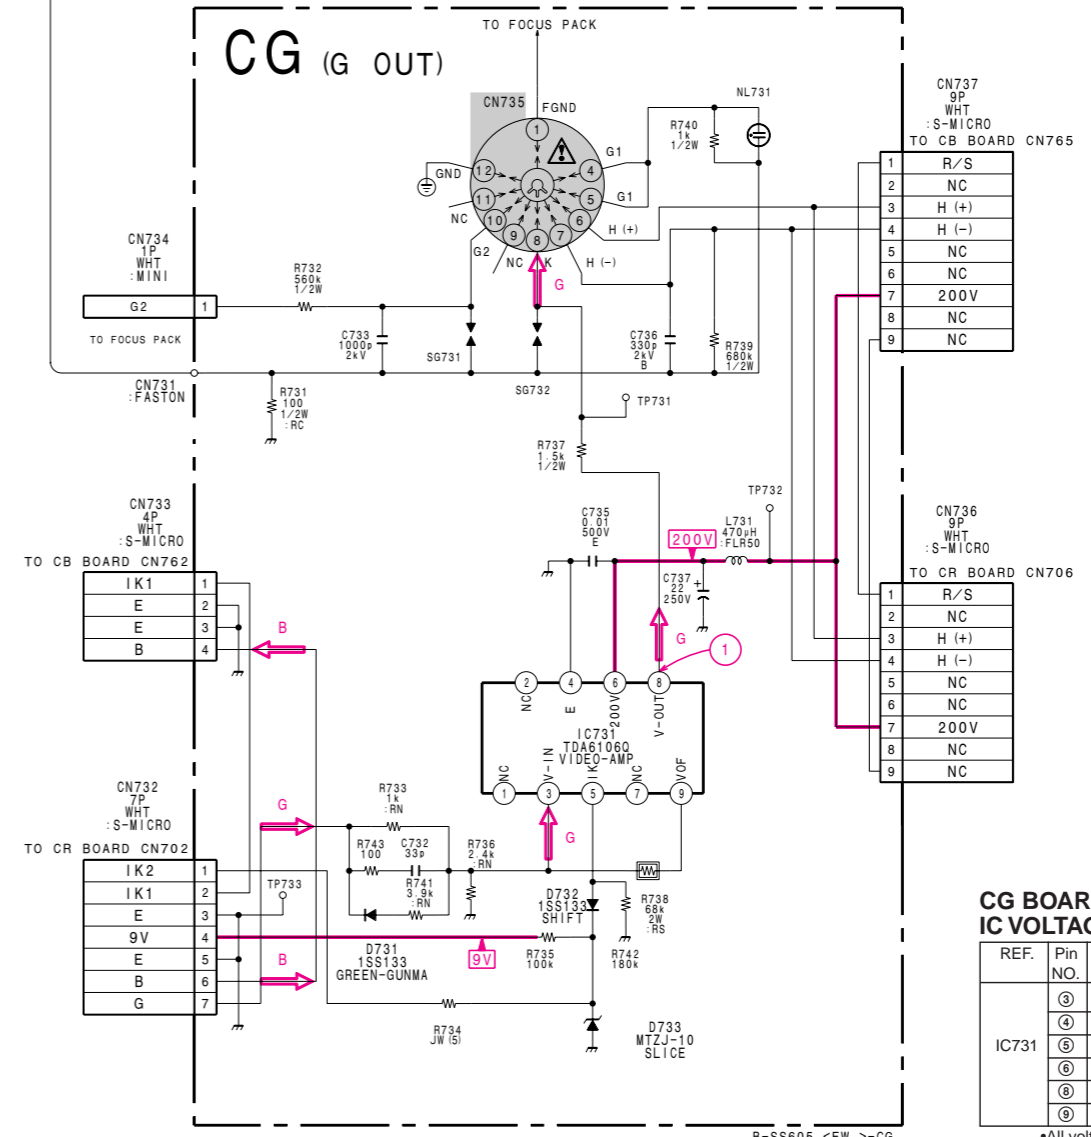 TO FOCUS PACK
CG (G OUT)
CN735
FGND
1
12
GND
11
NC
10
G2
9
NC
8
K
7
H (-)
6
H (+)
5
G1
4
G1
R740
1k
1/2W
NL731
CN737
9P
WHT
:S-MICRO
TO CB BOARD CN765
1 R/S
2 NC
3 H (+)
4 H (-)
5 NC
6 NC
7 200V
8 NC
9 NC
CN734
1P
WHT
:MINI
G2 1
TO FOCUS PACK
R732
560k
1/2W
C733
1000p
2kV
SG731
G
SG732
C736
330p
2kV
B
R739
680k
1/2W
CN731
:FASTON
R731
100
1/2W
:RC
TP731
R737
1.5k
1/2W
TP732
C735
0.01
500V
E
200V
L731
470μH
:FLR50
C737
22
250V
+
CN733
4P
WHT
:S-MICRO
TO CB BOARD CN762
IK1 1
E 2
E 3
B 4
B
G
1
CN736
9P
WHT
:S-MICRO
TO CR BOARD CN706
1 R/S
2 NC
3 H (+)
4 H (-)
5 NC
6 NC
7 200V
8 NC
9 NC
2 4 6 8
NC E 200V V-OUT
IC731
TDA6106Q
VIDEO-AMP
NC V-IN IK NC VOF
1 3 5 7 9
CN732
7P
WHT
:S-MICRO
TO CR BOARD CN702
IK2 1
IK1 2
E 3
9V 4
E 5
B 6
G 7
TP733
G
B
R733
1k
:RN
R743
100
C732
33p
R741
3.9k
:RN
R736
2.4k
:RN
G
D731
1SS133
GREEN-GUNMA
9V
D732
1SS133
SHIFT
R738
68k
2W
:RS
R735
100k
R742
180k
R734
JW(5)
D733
MTZJ-10
SLICE
CG BOAR
IC VOLTAG
REF. Pin NO.
IC731
③
④
⑤
⑥
⑧
⑨
•All volt
B-SS605 <EW >-CG